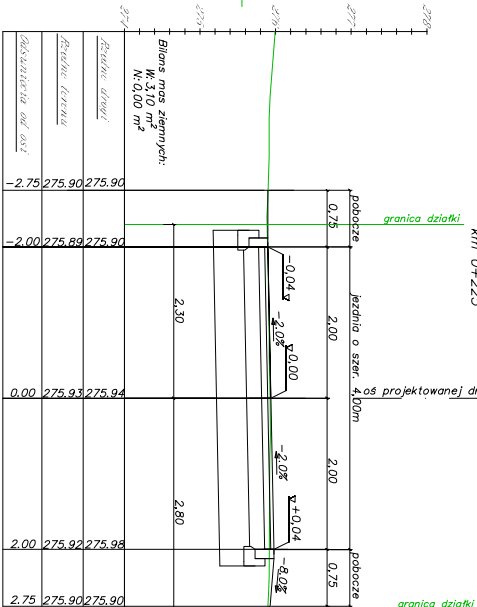 274
275
276
277
278
Odsunięcia od osi
Rzędne terenu
Rzędne drogi
Bilans mas ziemnych:
W: 3,10 m²
N: 0,00 m²
-2.75
275.90
275.90
0,75
pobocze
granica działki
km 0+225
-2.00
275.89
275.90
-0,04
2,30
-2.0%
2,00
jezdnia o szer. 4,00m
0,00
0.00
275.93
275.94
oś projektowanej
2,80
-2.0%
2,00
+0,04
2.00
275.92
275.98
-8.0%
0,75
pobocze
2.75
275.90
275.90
granica działki